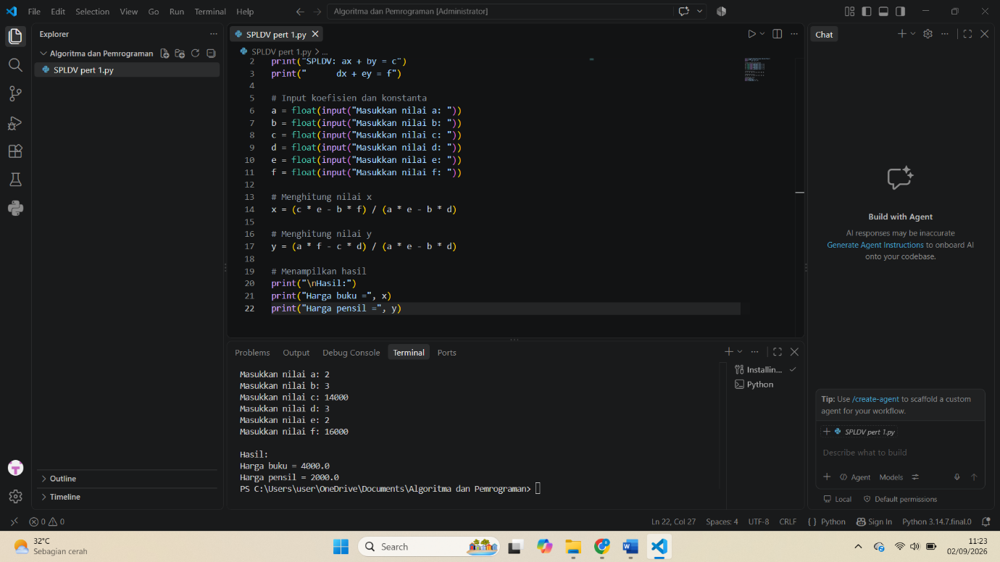 File Edit Selection View Go Run Terminal Help
Algoritma dan Pemrograman [Administrator]
Explorer
Algoritma dan Pemrograman
SPLDV pert 1.py
Outline
Timeline
SPLDV pert 1.py
SPLDV pert 1.py > ...
2 print("SPLDV: ax + by = c")
3 print("      dx + ey = f")
4
5 # Input koefisien dan konstanta
6 a = float(input("Masukkan nilai a: "))
7 b = float(input("Masukkan nilai b: "))
8 c = float(input("Masukkan nilai c: "))
9 d = float(input("Masukkan nilai d: "))
10 e = float(input("Masukkan nilai e: "))
11 f = float(input("Masukkan nilai f: "))
12
13 # Menghitung nilai x
14 x = (c * e - b * f) / (a * e - b * d)
15
16 # Menghitung nilai y
17 y = (a * f - c * d) / (a * e - b * d)
18
19 # Menampilkan hasil
20 print("\nHasil:")
21 print("Harga buku =", x)
22 print("Harga pensil =", y)
Problems Output Debug Console Terminal Ports
Masukkan nilai a: 2
Masukkan nilai b: 3
Masukkan nilai c: 14000
Masukkan nilai d: 3
Masukkan nilai e: 2
Masukkan nilai f: 16000
Hasil:
Harga buku = 4000.0
Harga pensil = 2000.0
PS C:\Users\user\OneDrive\Documents\Algoritma dan Pemrograman>
Installin...
Python
Chat
Build with Agent
AI responses may be inaccurate
Generate Agent Instructions to onboard AI
onto your codebase.
Tip: Use /create-agent to scaffold a custom
agent for your workflow.
SPLDV pert 1.py
Describe what to build
Agent Models
Local Default permissions
0 0
Ln 22, Col 27 Spaces: 4 UTF-8 CRLF { } Python Sign In Python 3.14.7.final.0
32°C
Sebagian cerah
Search
11:23
02/09/2026